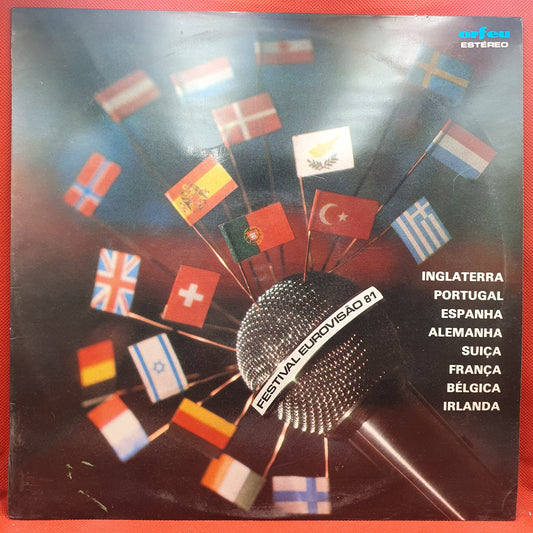 orfeu
ESTÉREO
INGLATERRA
PORTUGAL
ESPANHA
ALEMANHA
SUIÇA
FRANÇA
BÉLGICA
IRLANDA
FESTIVAL EUROVISÃO 81